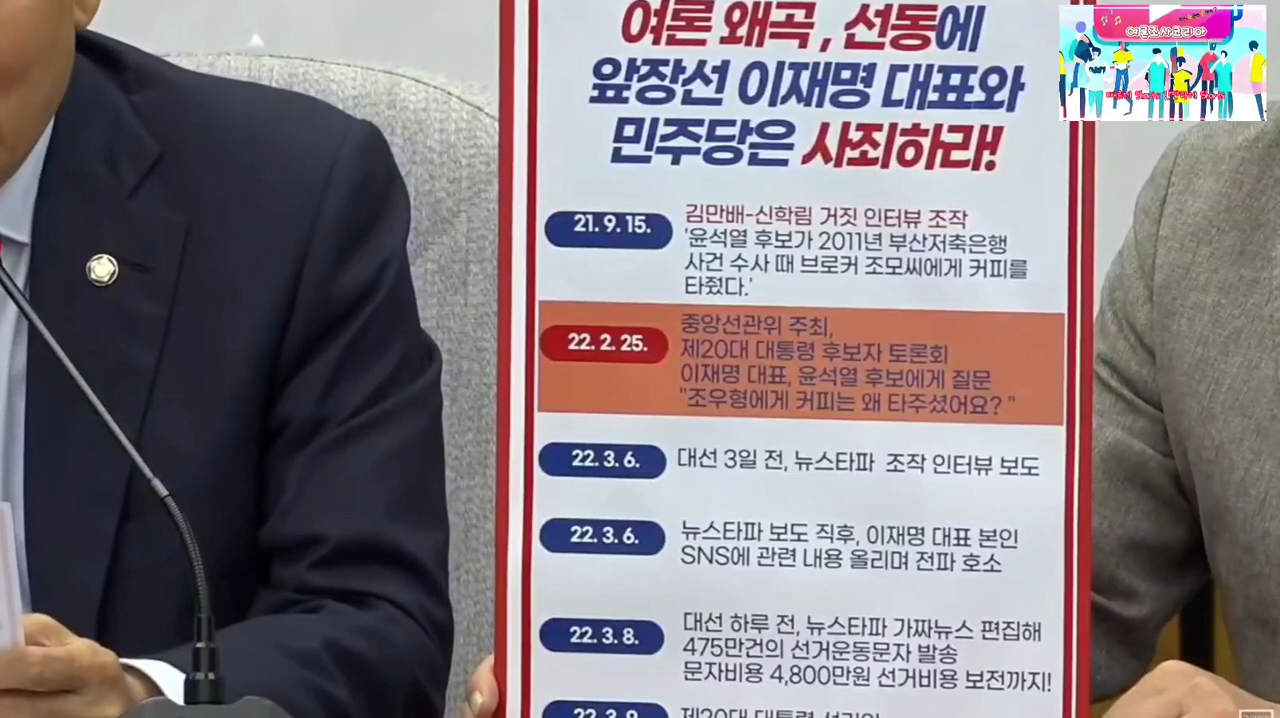 여론 왜곡, 선동에
앞장선 이재명 대표와
민주당은 사죄하라!
21. 9. 15.
김만배-신학림 거짓 인터뷰 조작
'윤석열 후보가 2011년 부산저축은행
사건 수사 때 브로커 조모씨에게 커피를
타줬다.'
22. 2. 25.
중앙선관위 주최,
제20대 대통령 후보자 토론회
이재명 대표, 윤석열 후보에게 질문
"조우형에게 커피는 왜 타주셨어요? "
22. 3. 6.
대선 3일 전, 뉴스타파 조작 인터뷰 보도
22. 3. 6.
뉴스타파 보도 직후, 이재명 대표 본인
SNS에 관련 내용 올리며 전파 호소
22. 3. 8.
대선 하루 전, 뉴스타파 가짜뉴스 편집해
475만건의 선거운동문자 발송
문자비용 4,800만원 선거비용 보전까지!
22. 3. 9.
제20대 대통령
여론조사코리아